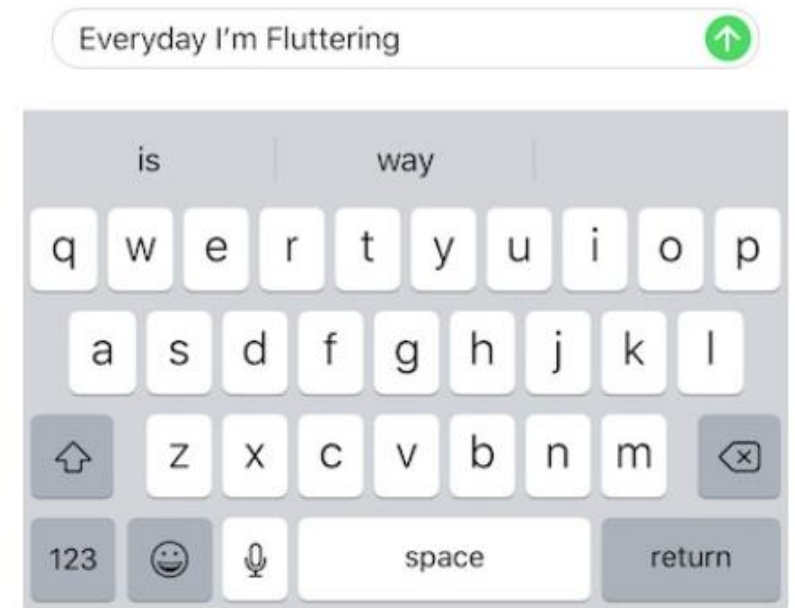 Everyday I'm Fluttering
is way
q w e r t y u i o p
a s d f g h j k l
z x c v b n m
123 space return